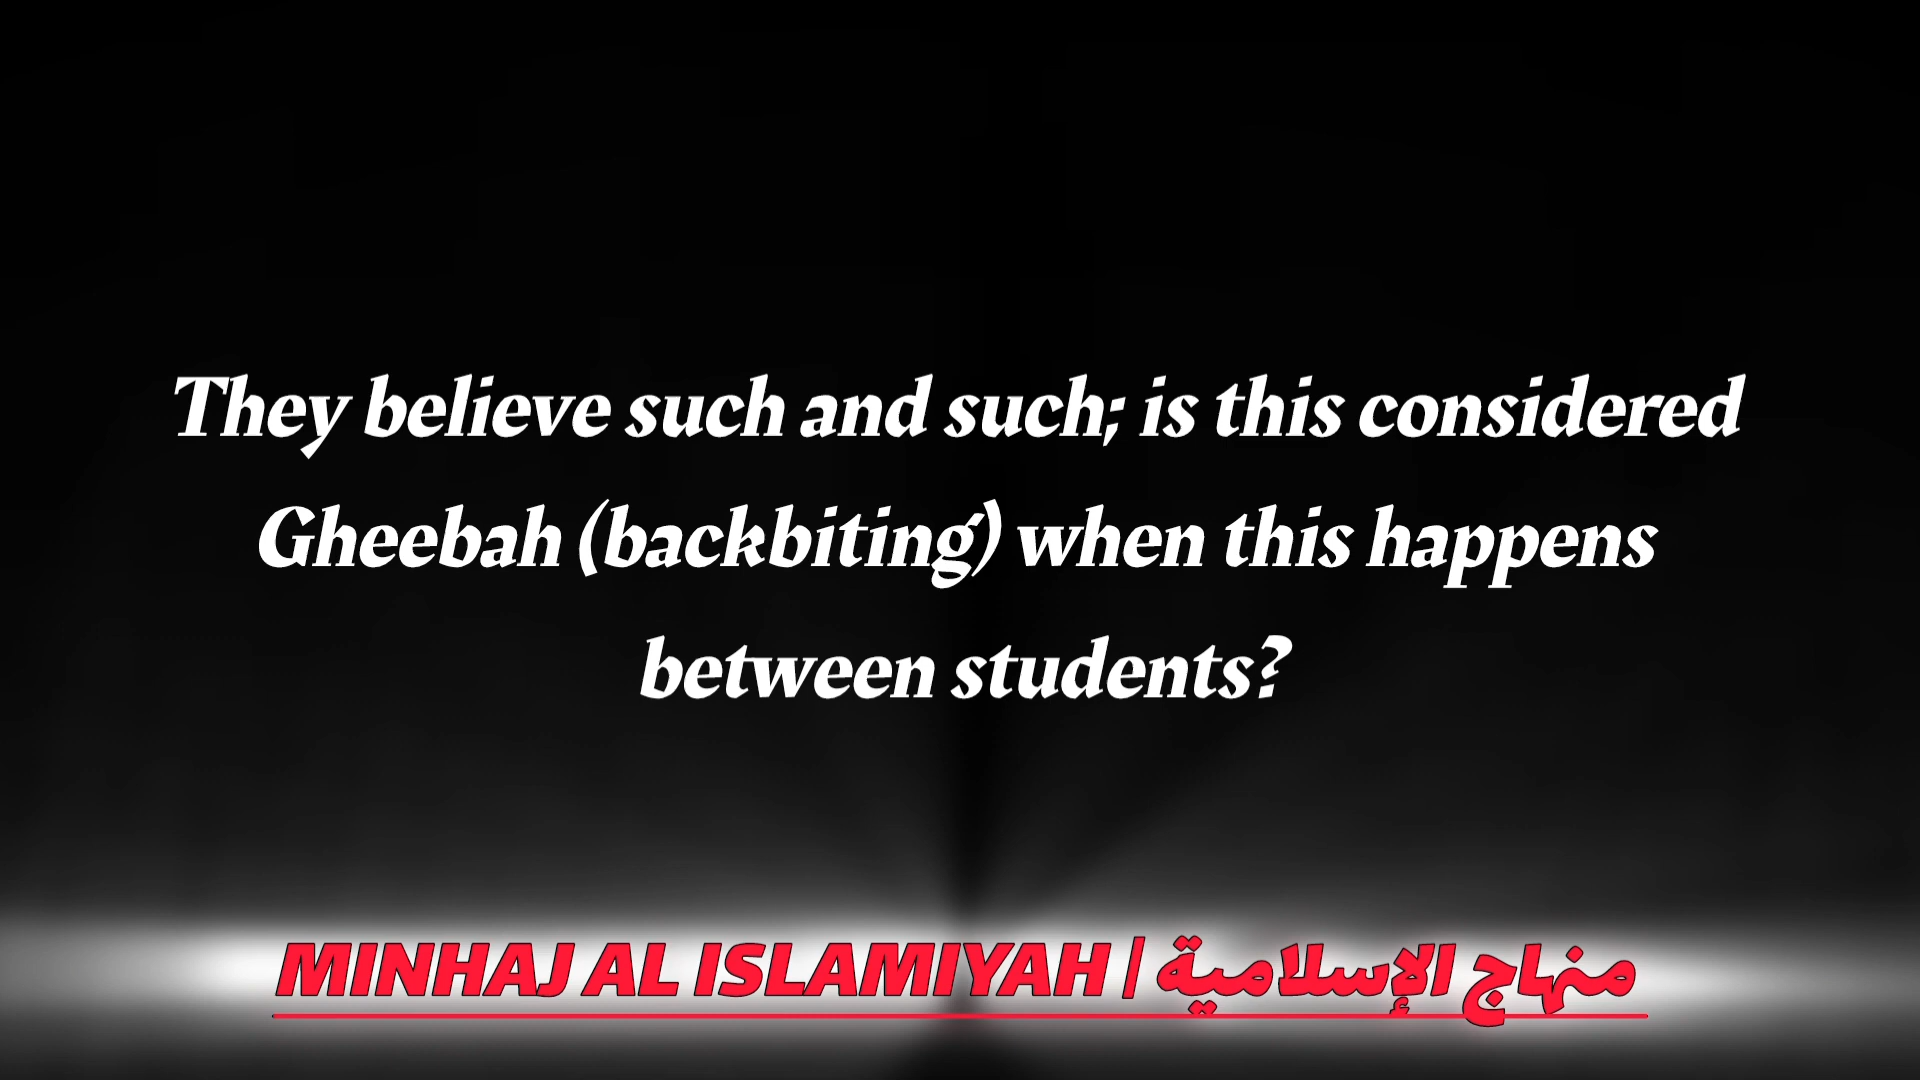 They believe such and such; is this considered
Gheebah (backbiting) when this happens
between students?
MINHAJ AL ISLAMIYAH | منهاج الإسلامية